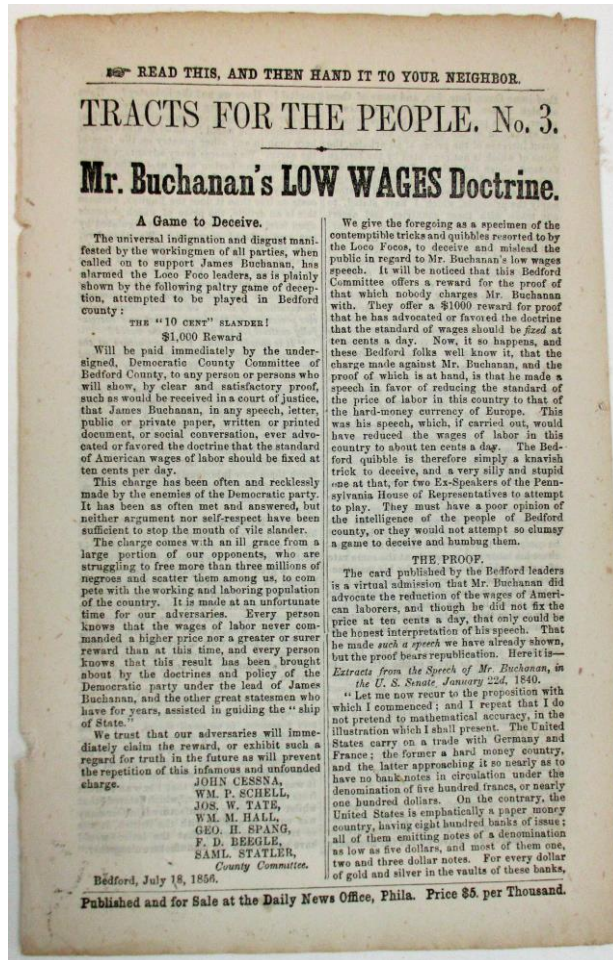 ☞ READ THIS, AND THEN HAND IT TO YOUR NEIGHBOR.
TRACTS FOR THE PEOPLE. No. 3.
Mr. Buchanan's LOW WAGES Doctrine.
A Game to Deceive.
The universal indignation and disgust mani-
fested by the workingmen of all parties, when
called on to support James Buchanan, has
alarmed the Loco Foco leaders, as is plainly
shown by the following paltry game of decep-
tion, attempted to be played in Bedford
county:
THE "10 CENT" SLANDER!
$1,000 Reward
Will be paid immediately by the under-
signed, Democratic County Committee of
Bedford County, to any person or persons who
will show, by clear and satisfactory proof,
such as would be received in a court of justice,
that James Buchanan, in any speech, letter,
public or private paper, written or printed
document, or social conversation, ever advo-
cated or favored the doctrine that the standard
of American wages of labor should be fixed at
ten cents per day.
This charge has been often and recklessly
made by the enemies of the Democratic party.
It has been as often met and answered, but
neither argument nor self-respect have been
sufficient to stop the mouth of vile slander.
The charge comes with an ill grace from a
large portion of our opponents, who are
struggling to free more than three millions of
negroes and scatter them among us, to com
pete with the working and laboring population
of the country. It is made at an unfortunate
time for our adversaries. Every person
knows that the wages of labor never com-
manded a higher price nor a greater or surer
reward than at this time, and every person
knows that this result has been brought
about by the doctrines and policy of the
Democratic party under the lead of James
Buchanan, and the other great statesmen who
have for years, assisted in guiding the "ship
of State."
We trust that our adversaries will imme-
diately claim the reward, or exhibit such a
regard for truth in the future as will prevent
the repetition of this infamous and unfounded
charge.
JOHN CESSNA,
WM. P. SCHELL,
JOS. W. TATE,
WM. M. HALL,
GEO. H. SPANG,
F. D. BEEGLE,
SAML. STATLER,
County Committee.
Bedford, July 18, 1856.
We give the foregoing as a specimen of the
contemptible tricks and quibbles resorted to by
the Loco Focos, to deceive and mislead the
public in regard to Mr. Buchanan's low wages
speech. It will be noticed that this Bedford
Committee offers a reward for the proof of
that which nobody charges Mr. Buchanan
with. They offer a $1000 reward for proof
that he has advocated or favored the doctrine
that the standard of wages should be fixed at
ten cents a day. Now, it so happens, and
these Bedford folks well know it, that the
charge made against Mr. Buchanan, and the
proof of which is at hand, is that he made a
speech in favor of reducing the standard of
the price of labor in this country to that of
the hard-money currency of Europe. This
was his speech, which, if carried out, would
have reduced the wages of labor in this
country to about ten cents a day. The Bed-
ford quibble is therefore simply a knavish
trick to deceive, and a very silly and stupid
one at that, for two Ex-Speakers of the Penn-
sylvania House of Representatives to attempt
to play. They must have a poor opinion of
the intelligence of the people of Bedford
county, or they would not attempt so clumsy
a game to deceive and humbug them.
THE PROOF.
The card published by the Bedford leaders
is a virtual admission that Mr. Buchanan did
advocate the reduction of the wages of Ameri-
can laborers, and though he did not fix the
price at ten cents a day, that only could be
the honest interpretation of his speech. That
he made such a speech we have already shown,
but the proof bears republication. Here it is—
Extracts from the Speech of Mr. Buchanan, in
the U. S. Senate, January 22d, 1840.
"Let me now recur to the proposition with
which I commenced; and I repeat that I do
not pretend to mathematical accuracy, in the
illustration which I shall present. The United
States carry on a trade with Germany and
France; the former a hard money country,
and the latter approaching it so nearly as to
have no bank notes in circulation under the
denomination of five hundred francs, or nearly
one hundred dollars. On the contrary, the
United States is emphatically a paper money
country, having eight hundred banks of issue;
all of them emitting notes of a denomination
as low as five dollars, and most of them one,
two and three dollar notes. For every dollar
of gold and silver in the vaults of these banks,
Published and for Sale at the Daily News Office, Phila. Price $5. per Thousand.